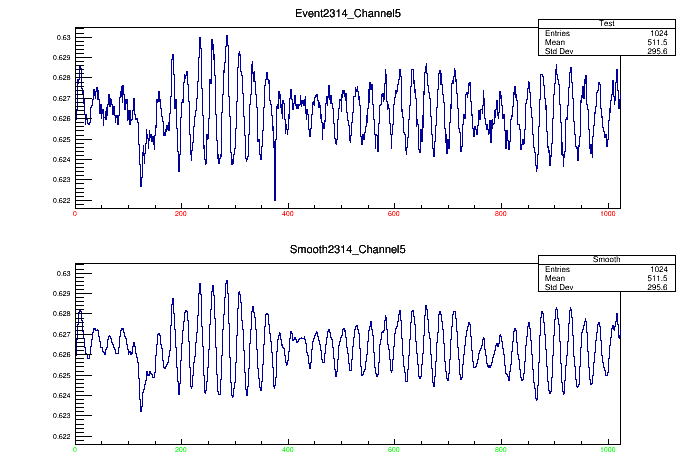 Event2314_Channel5
Test
Entries 1024
Mean 511.5
Std Dev 295.6
0.63
0.629
0.628
0.627
0.626
0.625
0.624
0.623
0.622
0 200 400 600 800 1000
Smooth2314_Channel5
Smooth
Entries 1024
Mean 511.5
Std Dev 295.6
0.63
0.629
0.628
0.627
0.626
0.625
0.624
0.623
0.622
0 200 400 600 800 1000